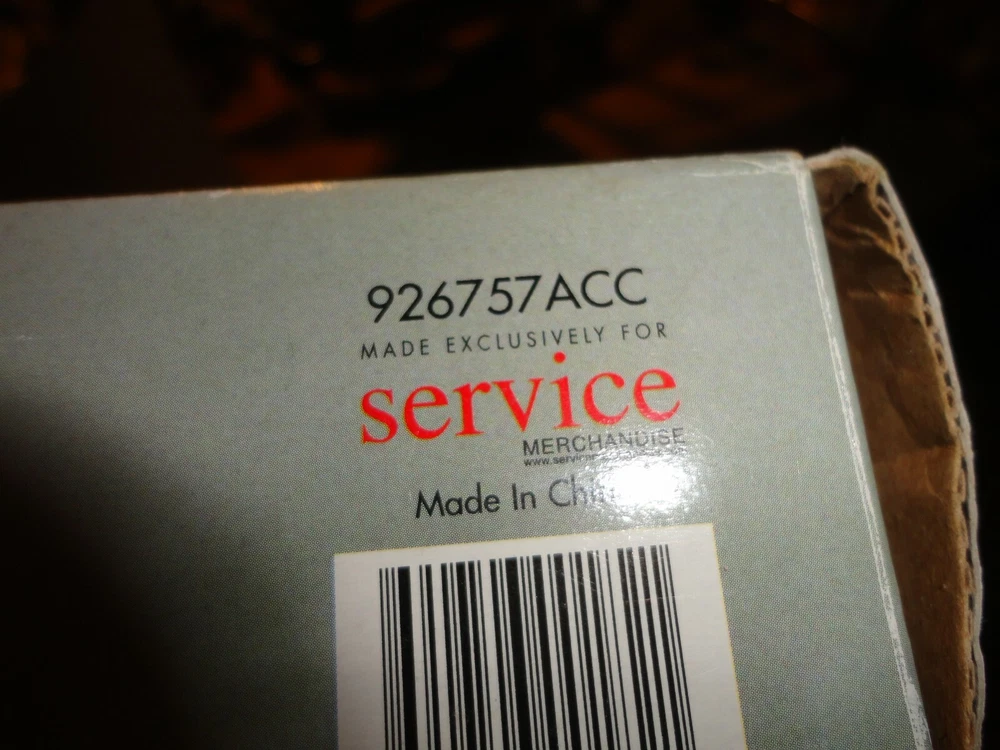 926757ACC
MADE EXCLUSIVELY FOR
service
MERCHANDISE
Made In